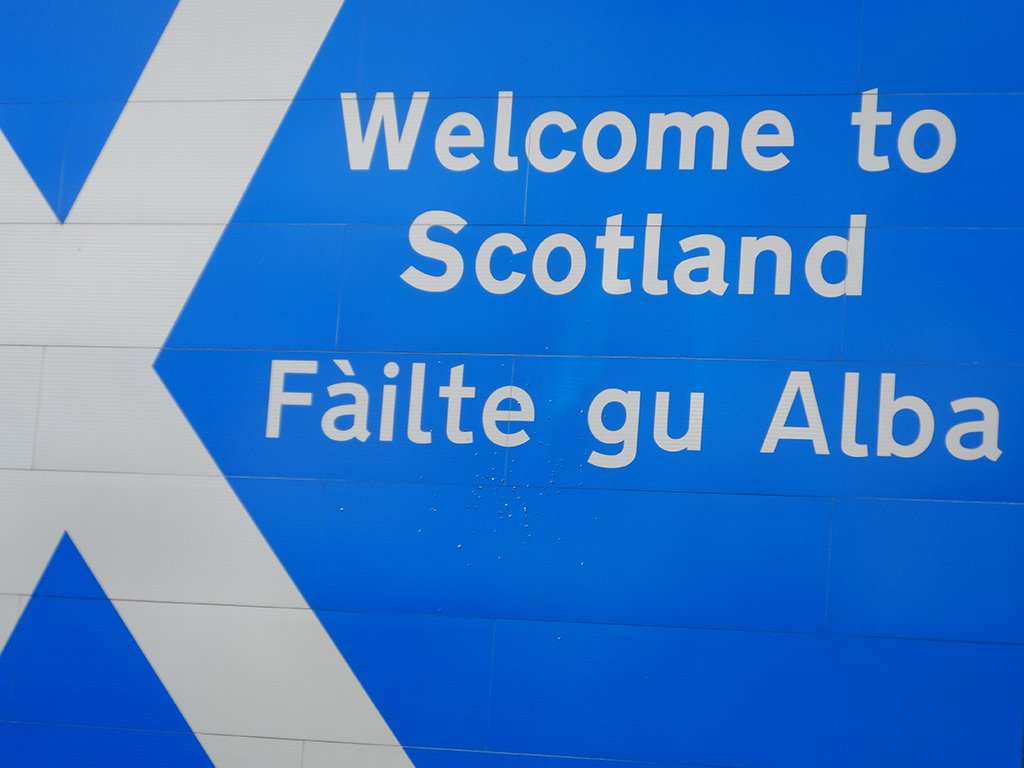 Welcome to
Scotland
Fàilte gu Alba